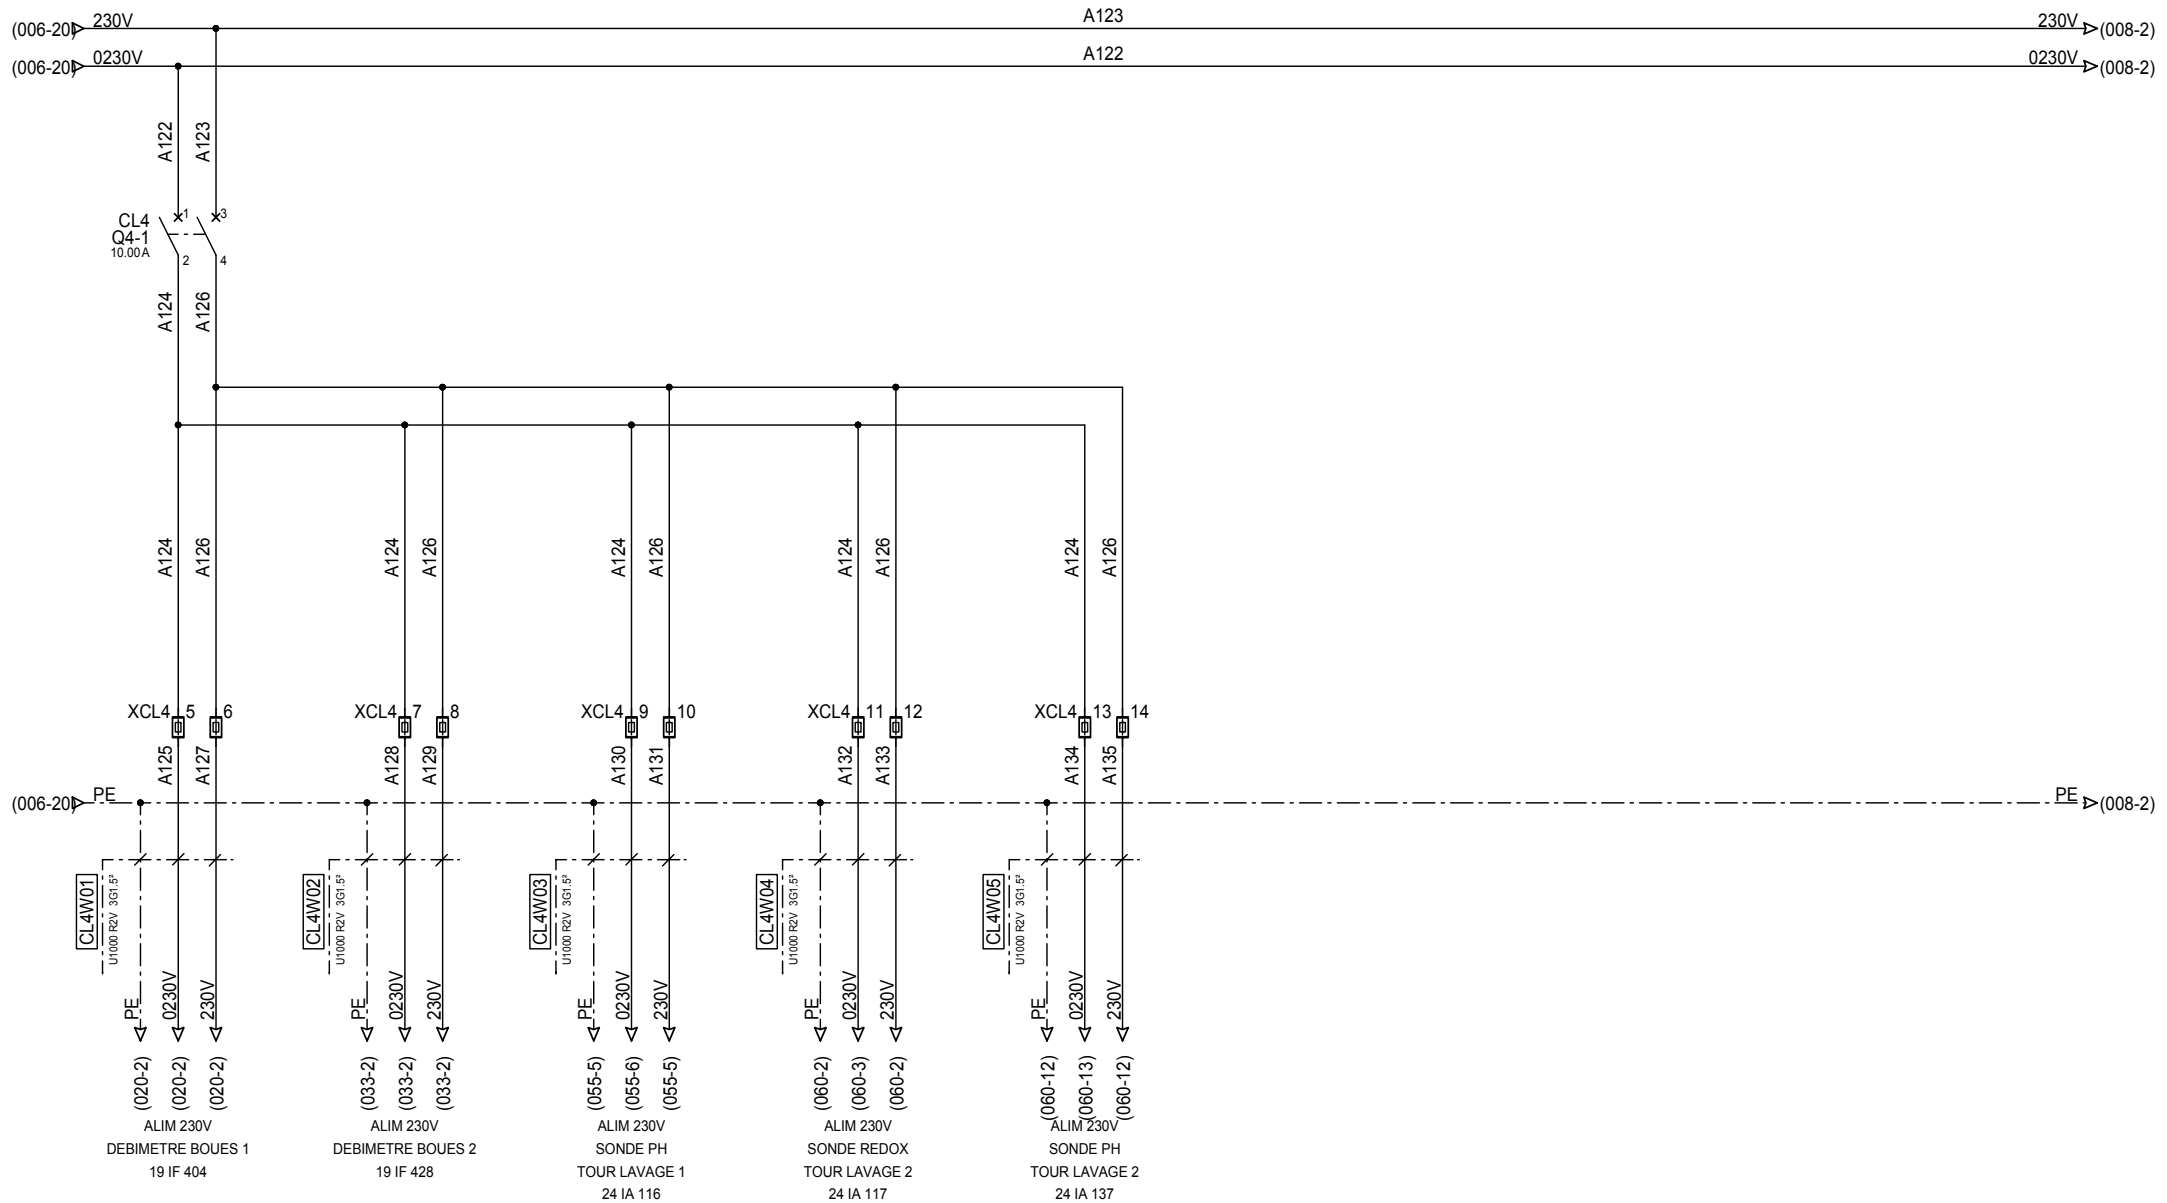 (006-20) 230V A123 230V (008-2)
(006-20) 0230V A122 0230V (008-2)
A122 A123
1 3
CL4
Q4-1
10.00A
2 4
A124 A126
A124 A126 A124 A126 A124 A126 A124 A126 A124 A126
XCL4 5 6 XCL4 7 8 XCL4 9 10 XCL4 11 12 XCL4 13 14
A125 A127 A128 A129 A130 A131 A132 A133 A134 A135
(006-20) PE PE (008-2)
CL4W01 U1000 R2V 3G1.5² CL4W02 U1000 R2V 3G1.5² CL4W03 U1000 R2V 3G1.5² CL4W04 U1000 R2V 3G1.5² CL4W05 U1000 R2V 3G1.5²
PE 0230V 230V PE 0230V 230V PE 0230V 230V PE 0230V 230V PE 0230V 230V
(020-2) (020-2) (020-2) (033-2) (033-2) (033-2) (055-5) (055-6) (055-5) (060-2) (060-3) (060-2) (060-12) (060-13) (060-12)
ALIM 230V
DEBIMETRE BOUES 1
19 IF 404
ALIM 230V
DEBIMETRE BOUES 2
19 IF 428
ALIM 230V
SONDE PH
TOUR LAVAGE 1
24 IA 116
ALIM 230V
SONDE REDOX
TOUR LAVAGE 2
24 IA 117
ALIM 230V
SONDE PH
TOUR LAVAGE 2
24 IA 137